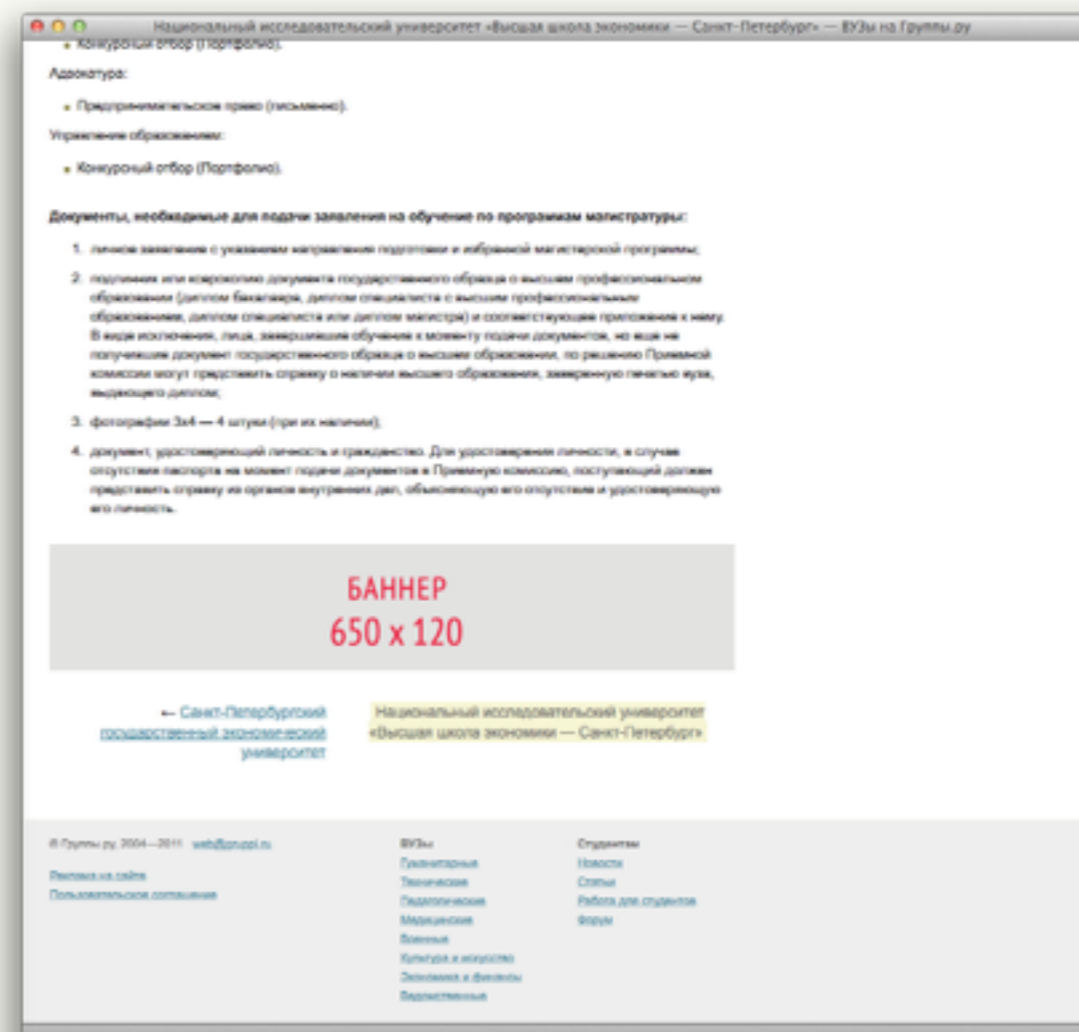 Национальный исследовательский университет «Высшая школа экономики — Санкт-Петербург» — ВУЗы на Группы.ру
Конкурсный отбор (Портфолио).
Адвокатура:
Предпринимательское право (письменно).
Управление образованием:
Конкурсный отбор (Портфолио).
Документы, необходимые для подачи заявления на обучение по программам магистратуры:
1. личное заявление с указанием направления подготовки и избранной магистерской программы;
2. подлинник или ксерокопию документа государственного образца о высшем профессиональном
образовании (диплом бакалавра, диплом специалиста с высшим профессиональным
образованием, диплом специалиста или диплом магистра) и соответствующее приложение к нему.
В виде исключения, лица, завершившие обучение к моменту подачи документов, но еще не
получившие документ государственного образца о высшем образовании, по решению Приемной
комиссии могут представить справку о наличии высшего образования, заверенную печатью вуза,
выдающего диплом;
3. фотографии 3x4 — 4 штуки (при их наличии);
4. документ, удостоверяющий личность и гражданство. Для удостоверения личности, в случае
отсутствия паспорта на момент подачи документов в Приемную комиссию, поступающий должен
представить справку из органов внутренних дел, объясняющую его отсутствие и удостоверяющую
его личность.
БАННЕР
650 x 120
← Санкт-Петербургский
государственный экономический
университет
Национальный исследовательский университет
«Высшая школа экономики — Санкт-Петербург»
© Группы.ру, 2004—2011 web@gruppi.ru
Реклама на сайте
Пользовательское соглашение
ВУЗы
Гуманитарные
Технические
Педагогические
Медицинские
Военные
Культура и искусство
Экономика и финансы
Ведомственные
Студентам
Новости
Статьи
Работа для студентов
Форум